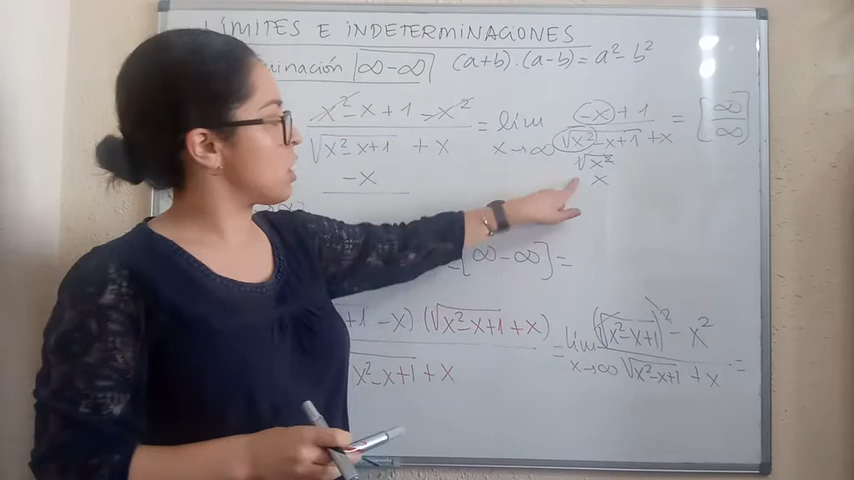 LÍMITES E INDETERMINACIONES
minación |∞-∞| (a+b).(a-b)=a²-b²
x²-x+1-x² / √x²-x+1 + x = lim x→∞ -x+1 / √x²-x+1 + x = [∞/∞]
√x²
-x x
[∞-∞]=
+1-x)(√x²-x+1+x) = lim x→∞ (√x²-x+1)²-x² / √x²-x+1 + x =
x²-x+1+x